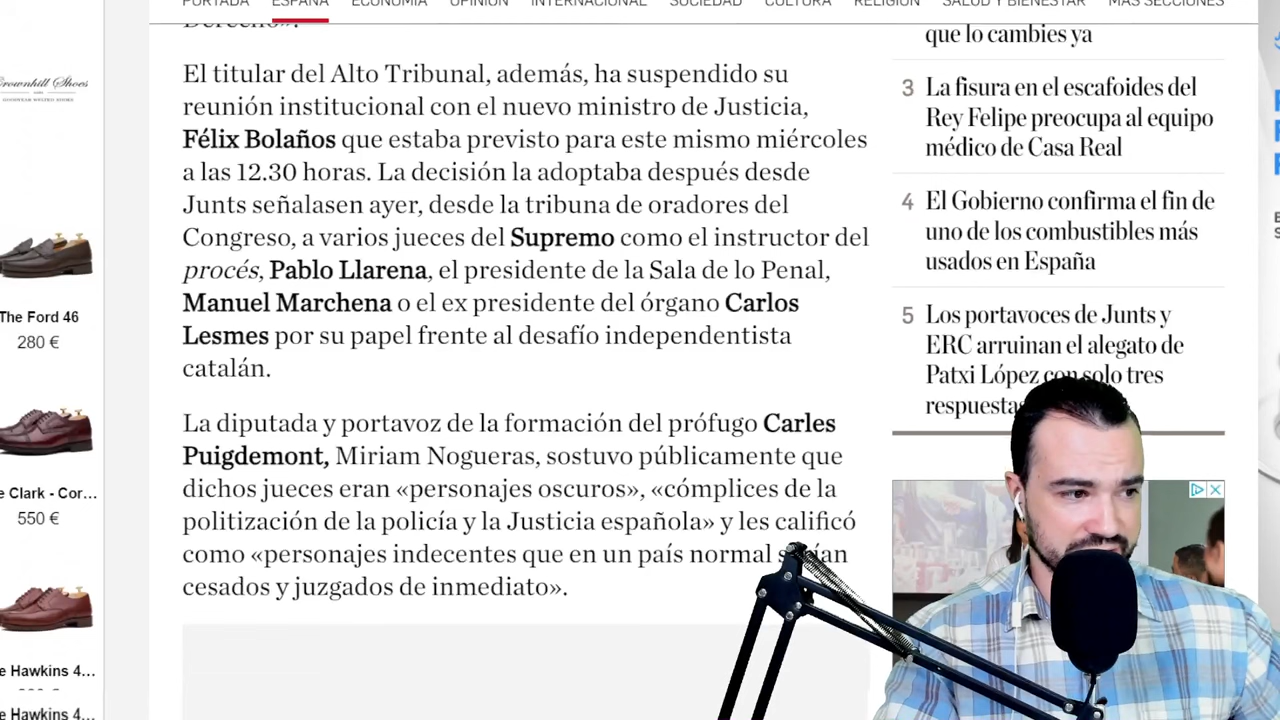 PORTADA ESPAÑA ECONOMÍA OPINIÓN INTERNACIONAL SOCIEDAD CULTURA RELIGIÓN SALUD Y BIENESTAR MÁS SECCIONES
Derecho».
El titular del Alto Tribunal, además, ha suspendido su
reunión institucional con el nuevo ministro de Justicia,
Félix Bolaños que estaba previsto para este mismo miércoles
a las 12.30 horas. La decisión la adoptaba después desde
Junts señalasen ayer, desde la tribuna de oradores del
Congreso, a varios jueces del Supremo como el instructor del
procés, Pablo Llarena, el presidente de la Sala de lo Penal,
Manuel Marchena o el ex presidente del órgano Carlos
Lesmes por su papel frente al desafío independentista
catalán.
La diputada y portavoz de la formación del prófugo Carles
Puigdemont, Miriam Nogueras, sostuvo públicamente que
dichos jueces eran «personajes oscuros», «cómplices de la
politización de la policía y la Justicia española» y les calificó
como «personajes indecentes que en un país normal
cesados y juzgados de inmediato».
que lo cambies ya
3 La fisura en el escafoides del
Rey Felipe preocupa al equipo
médico de Casa Real
4 El Gobierno confirma el fin de
uno de los combustibles más
usados en España
5 Los portavoces de Junts y
ERC arruinan el alegato de
Patxi López con solo tres
respuestas
The Ford 46
280 €
Clark - Cor...
550 €
Hawkins 4...
Hawkins 4...